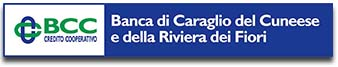 BCC
CREDITO COOPERATIVO
Banca di Caraglio del Cuneese
e della Riviera dei Fiori